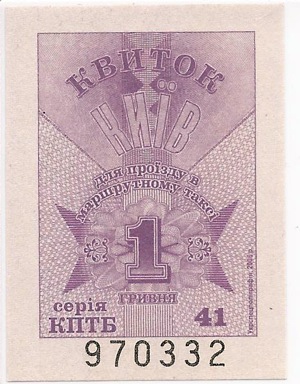 КВИТОК
КИЇВ
для проїзду в
маршрутному таксі
1
ГРИВНЯ
серія
КПТБ
41
970332